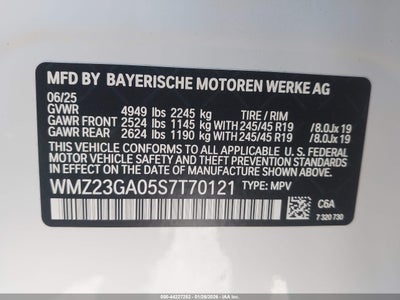 MFD BY BAYERISCHE MOTOREN WERKE AG
06/25
GVWR 4949 lbs 2245 kg TIRE / RIM
GAWR FRONT 2524 lbs 1145 kg 245/45 R19 / 8.0Jx19
GAWR REAR 2624 lbs 1190 kg 245/45 R19 / 8.0Jx19
THIS VEHICLE CONFORMS TO ALL APPLICABLE U.S. FEDERAL
MOTOR VEHICLE SAFETY, BUMPER, AND THEFT PREVENTION
STANDARDS IN EFFECT ON THE DATE OF MANUFACTURE SHOWN ABOVE.
WMZ23GA05S7T70121 TYPE: MPV
C6A
7 320 730